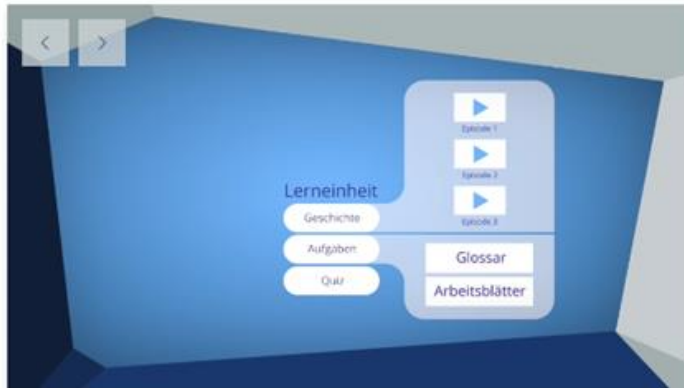 Episode 1
Episode 2
Episode 3
Lerneinheit
Geschichte
Aufgaben
Quiz
Glossar
Arbeitsblätter